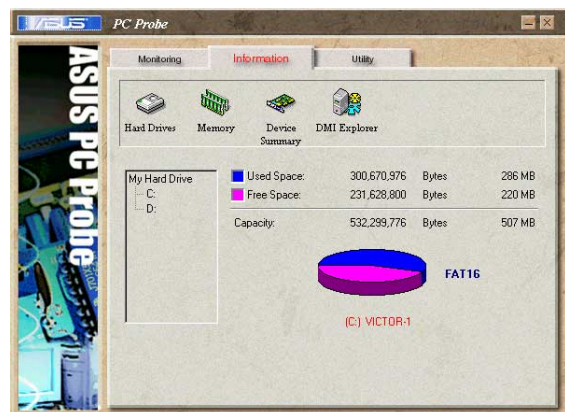 ASUS PC Probe
Monitoring Information Utility
ASUS PC Probe
Hard Drives Memory Device Summary DMI Explorer
My Hard Drive
C:
D:
Used Space: 300,670,976 Bytes 286 MB
Free Space: 231,628,800 Bytes 220 MB
Capacity: 532,299,776 Bytes 507 MB
FAT16
(C:) VICTOR-1